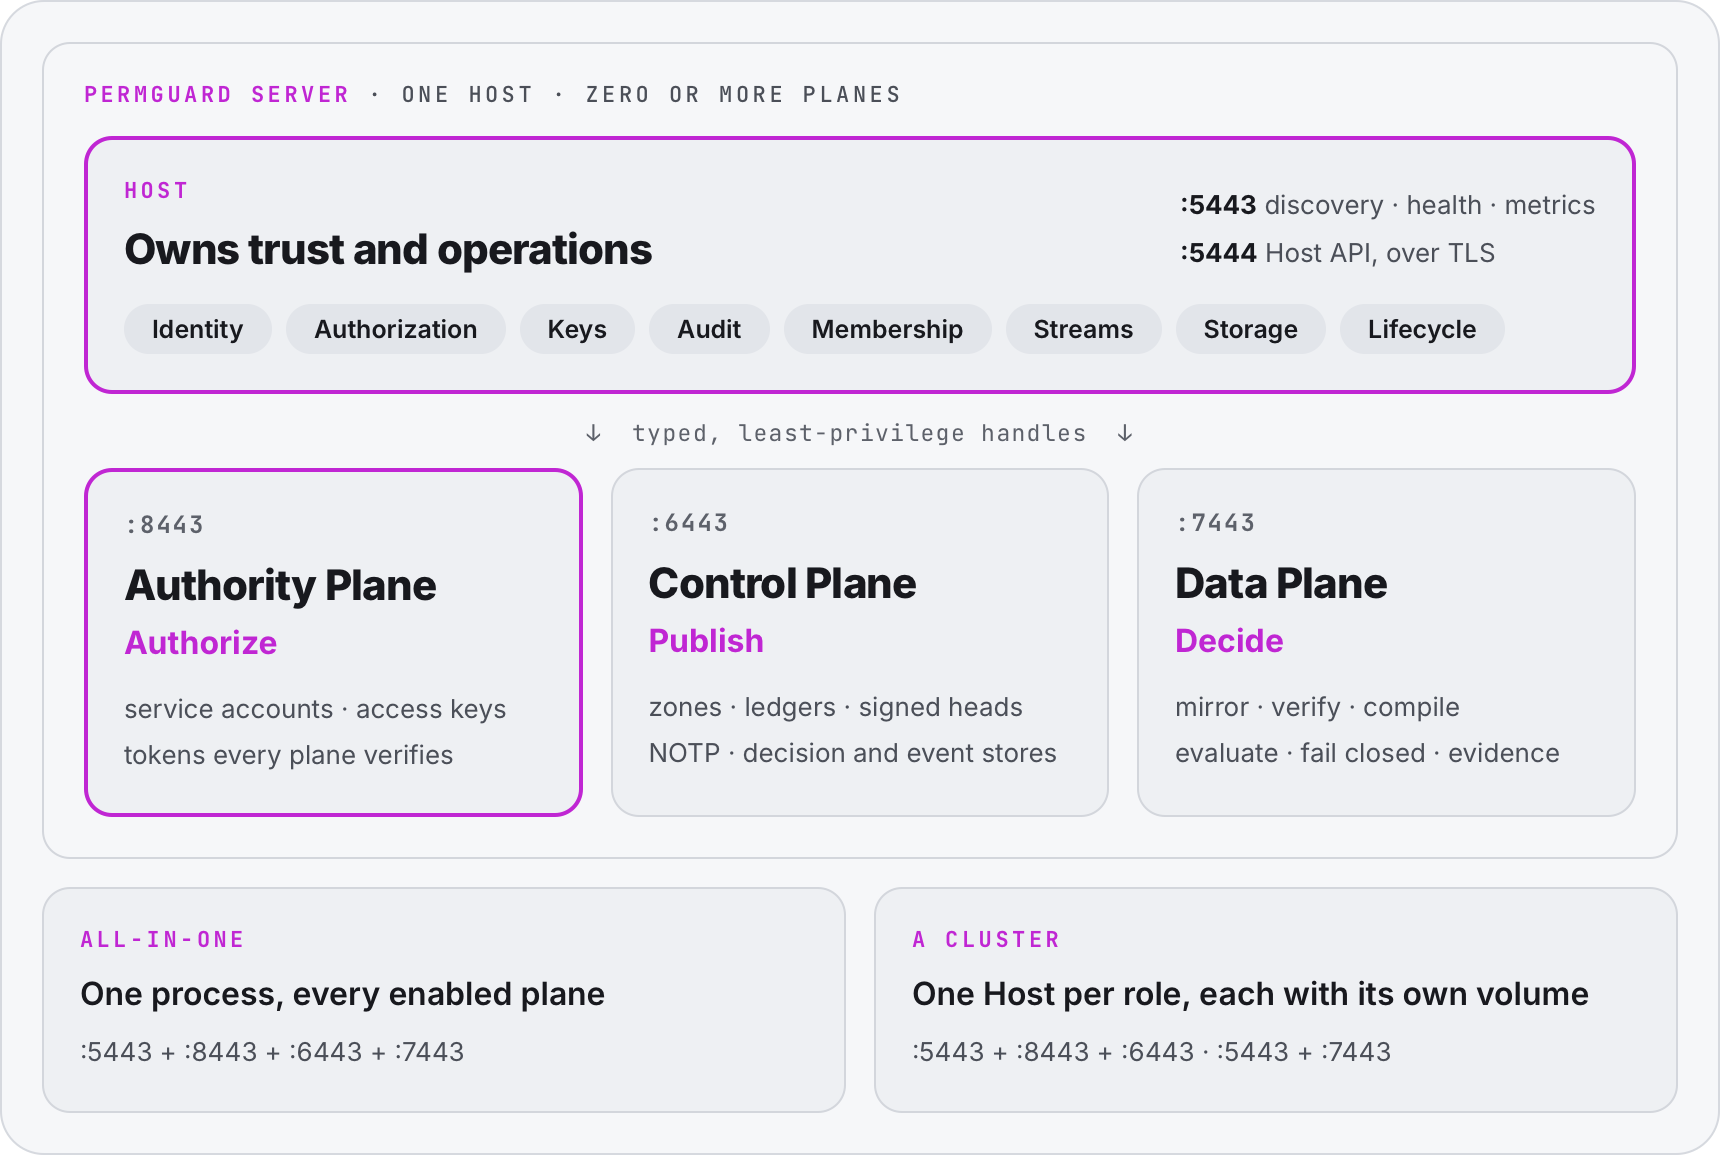 PERMGUARD SERVER · ONE HOST · ZERO OR MORE PLANES
HOST
Owns trust and operations
:5443 discovery · health · metrics
:5444 Host API, over TLS
Identity Authorization Keys Audit Membership Streams Storage Lifecycle
↓ typed, least-privilege handles ↓
:8443
Authority Plane
Authorize
service accounts · access keys
tokens every plane verifies
:6443
Control Plane
Publish
zones · ledgers · signed heads
NOTP · decision and event stores
:7443
Data Plane
Decide
mirror · verify · compile
evaluate · fail closed · evidence
ALL-IN-ONE
One process, every enabled plane
:5443 + :8443 + :6443 + :7443
A CLUSTER
One Host per role, each with its own volume
:5443 + :8443 + :6443 · :5443 + :7443